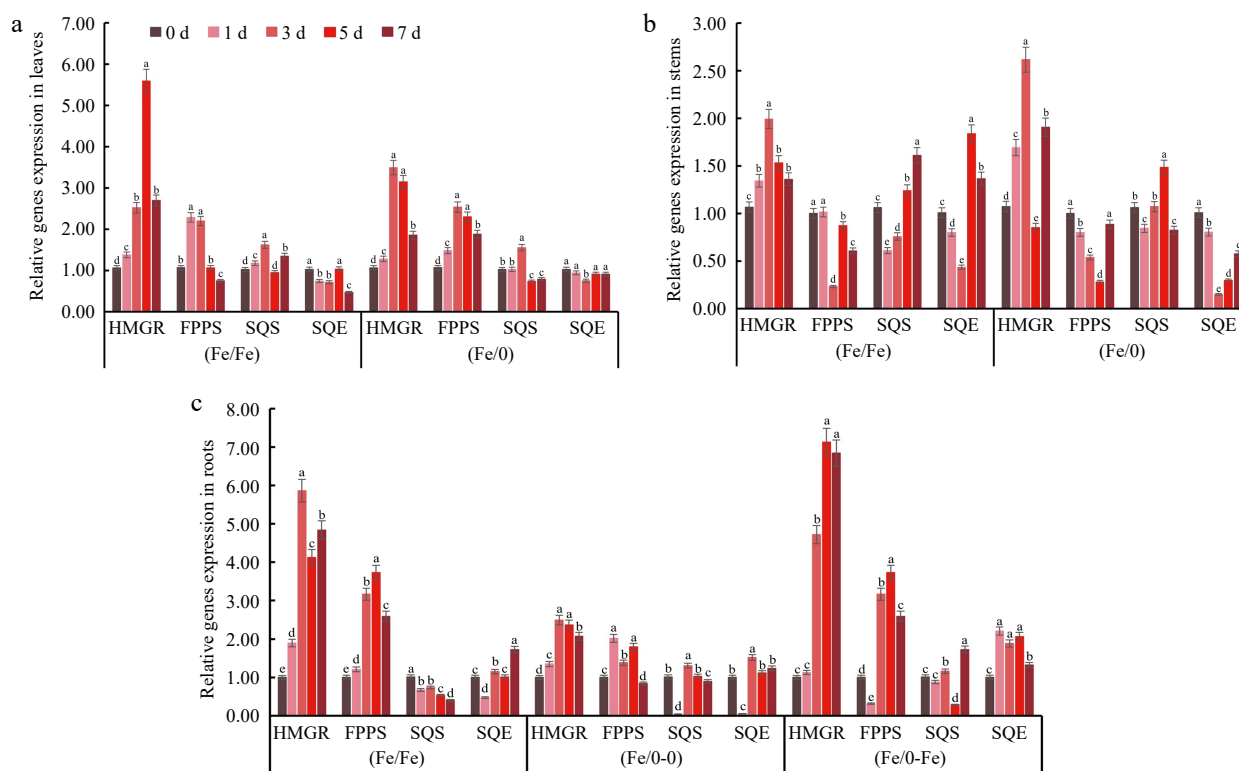 a
7.00
6.00
5.00
4.00
3.00
2.00
1.00
0.00
Relative genes expression in leaves
0 d 1 d 3 d 5 d 7 d
d c b a b b a a d c d c a d b a b b a c
d c a a b d c a b c b b a c c a a b a a
HMGR FPPS SQS SQE HMGR FPPS SQS SQE
(Fe/Fe) (Fe/0)
b
3.00
2.50
2.00
1.50
1.00
0.50
0.00
Relative genes expression in stems
c b a b b a a d b c c e d b a c d e a b
d c a e b a b c d a b c b a c a b e d c
HMGR FPPS SQS SQE HMGR FPPS SQS SQE
(Fe/Fe) (Fe/0)
c
8.00
7.00
6.00
5.00
4.00
3.00
2.00
1.00
0.00
Relative genes expression in roots
e d a c b e d b a c a b b c d c d b c a
d c a a b c a b a d b d a b c b c a b b
c c b a a d e b a c c c b d a c a a a b
HMGR FPPS SQS SQE HMGR FPPS SQS SQE HMGR FPPS SQS SQE
(Fe/Fe) (Fe/0-0) (Fe/0-Fe)